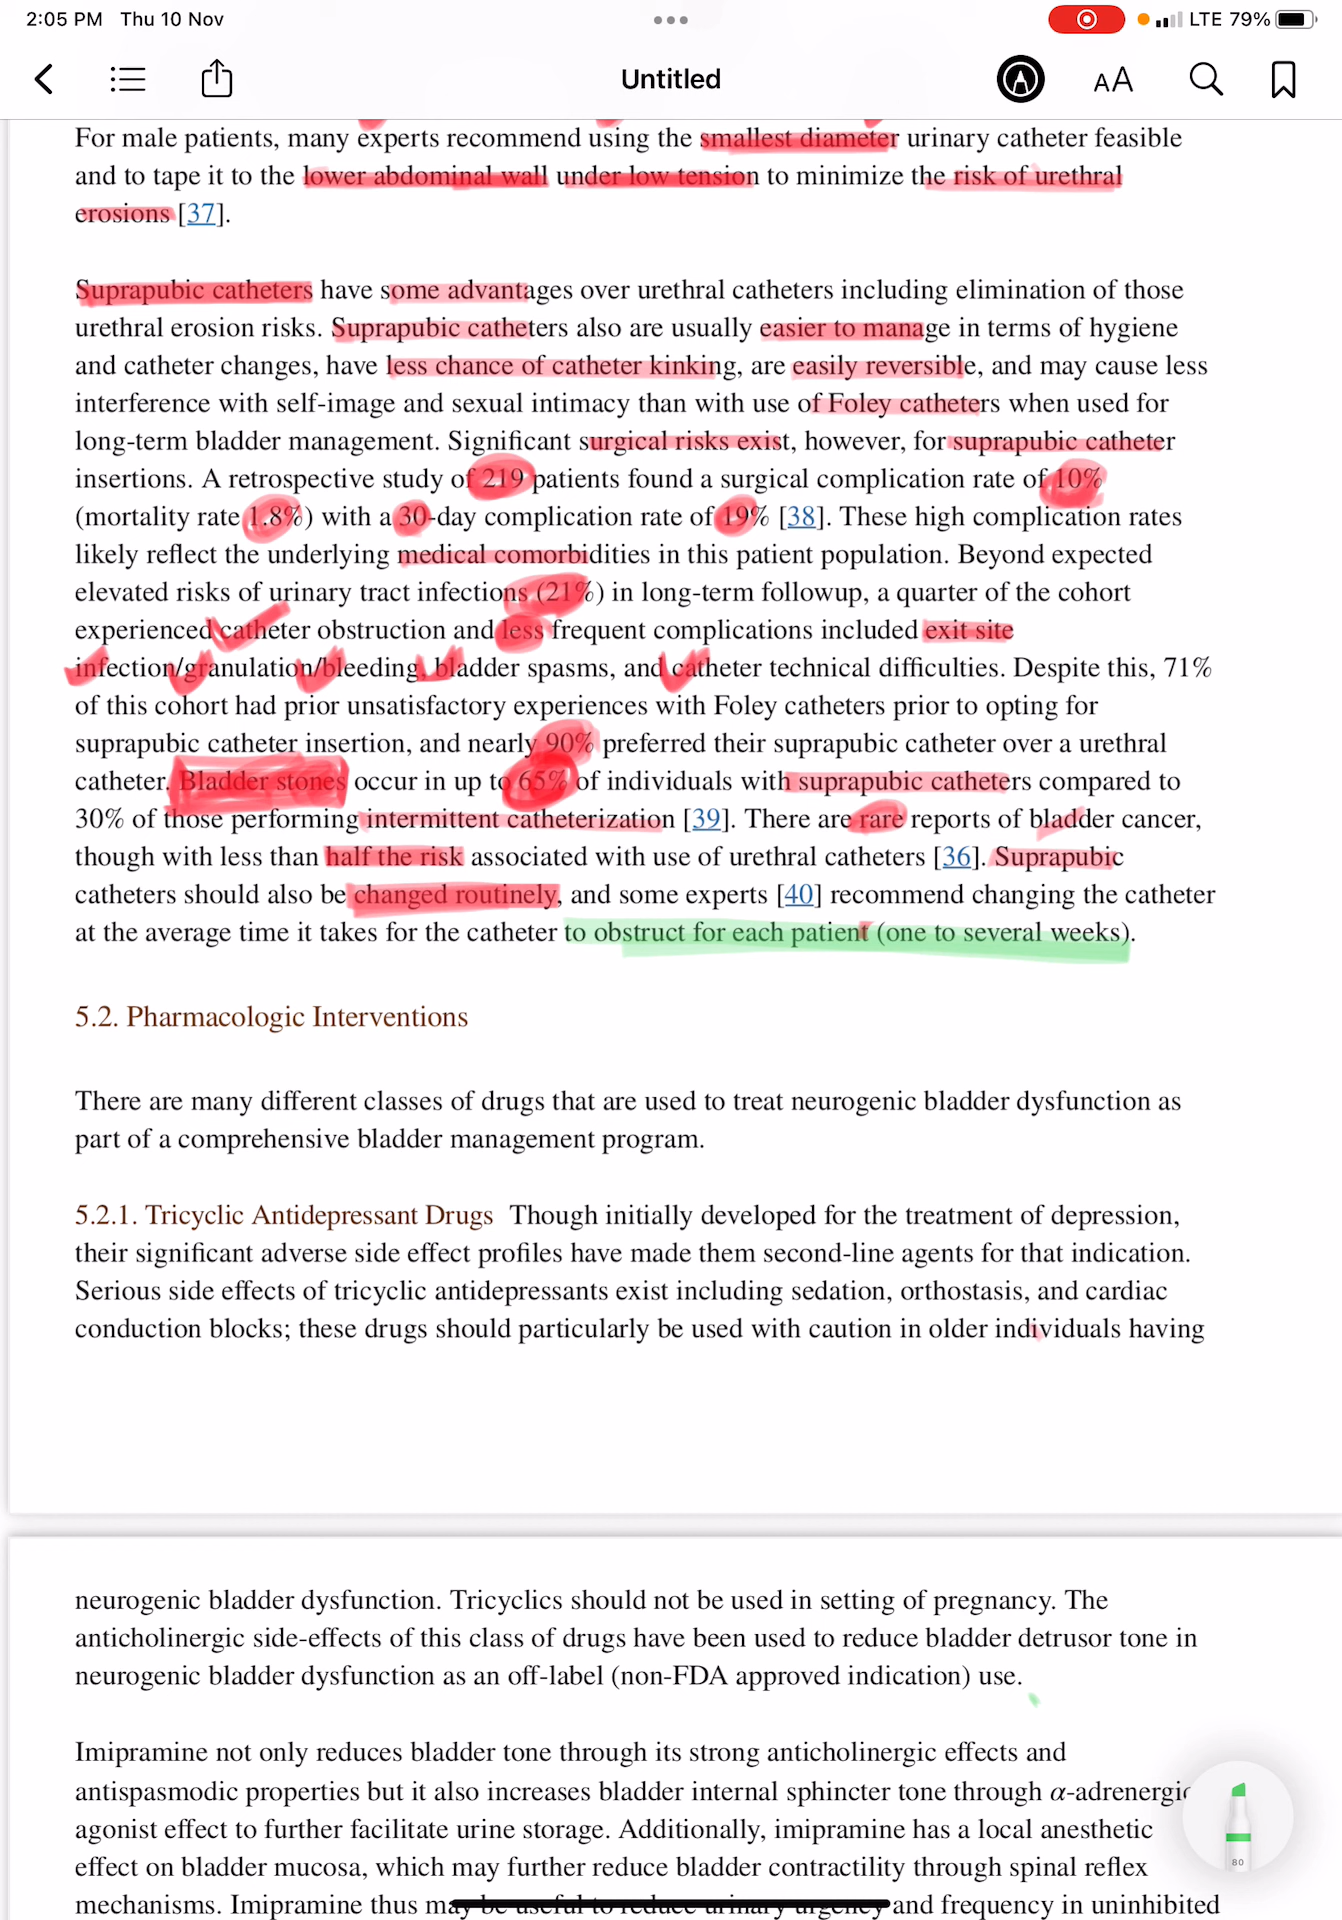 2:05 PM Thu 10 Nov
LTE 79%
Untitled
AA
For male patients, many experts recommend using the smallest diameter urinary catheter feasible
and to tape it to the lower abdominal wall under low tension to minimize the risk of urethral
erosions [37].
Suprapubic catheters have some advantages over urethral catheters including elimination of those
urethral erosion risks. Suprapubic catheters also are usually easier to manage in terms of hygiene
and catheter changes, have less chance of catheter kinking, are easily reversible, and may cause less
interference with self-image and sexual intimacy than with use of Foley catheters when used for
long-term bladder management. Significant surgical risks exist, however, for suprapubic catheter
insertions. A retrospective study of 219 patients found a surgical complication rate of 10%
(mortality rate 1.8%) with a 30-day complication rate of 19% [38]. These high complication rates
likely reflect the underlying medical comorbidities in this patient population. Beyond expected
elevated risks of urinary tract infections (21%) in long-term followup, a quarter of the cohort
experienced catheter obstruction and less frequent complications included exit site
infection/granulation/bleeding, bladder spasms, and catheter technical difficulties. Despite this, 71%
of this cohort had prior unsatisfactory experiences with Foley catheters prior to opting for
suprapubic catheter insertion, and nearly 90% preferred their suprapubic catheter over a urethral
catheter. Bladder stones occur in up to 65% of individuals with suprapubic catheters compared to
30% of those performing intermittent catheterization [39]. There are rare reports of bladder cancer,
though with less than half the risk associated with use of urethral catheters [36]. Suprapubic
catheters should also be changed routinely, and some experts [40] recommend changing the catheter
at the average time it takes for the catheter to obstruct for each patient (one to several weeks).
5.2. Pharmacologic Interventions
There are many different classes of drugs that are used to treat neurogenic bladder dysfunction as
part of a comprehensive bladder management program.
5.2.1. Tricyclic Antidepressant Drugs Though initially developed for the treatment of depression,
their significant adverse side effect profiles have made them second-line agents for that indication.
Serious side effects of tricyclic antidepressants exist including sedation, orthostasis, and cardiac
conduction blocks; these drugs should particularly be used with caution in older individuals having
neurogenic bladder dysfunction. Tricyclics should not be used in setting of pregnancy. The
anticholinergic side-effects of this class of drugs have been used to reduce bladder detrusor tone in
neurogenic bladder dysfunction as an off-label (non-FDA approved indication) use.
Imipramine not only reduces bladder tone through its strong anticholinergic effects and
antispasmodic properties but it also increases bladder internal sphincter tone through α-adrenergic
agonist effect to further facilitate urine storage. Additionally, imipramine has a local anesthetic
effect on bladder mucosa, which may further reduce bladder contractility through spinal reflex
mechanisms. Imipramine thus may be useful to reduce urinary urgency and frequency in uninhibited
80